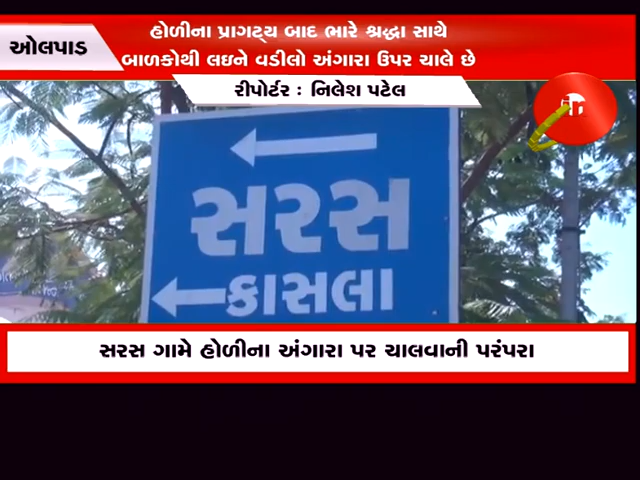 ઓલપાડ
હોળીના પ્રાગટ્ય બાદ ભારે શ્રદ્ધા સાથે
બાળકોથી લઇને વડીલો અંગારા ઉપર ચાલે છે
રીપોર્ટર : નિલેશ પટેલ
સરસ
કાસલા
સરસ ગામે હોળીના અંગારા પર ચાલવાની પરંપરા